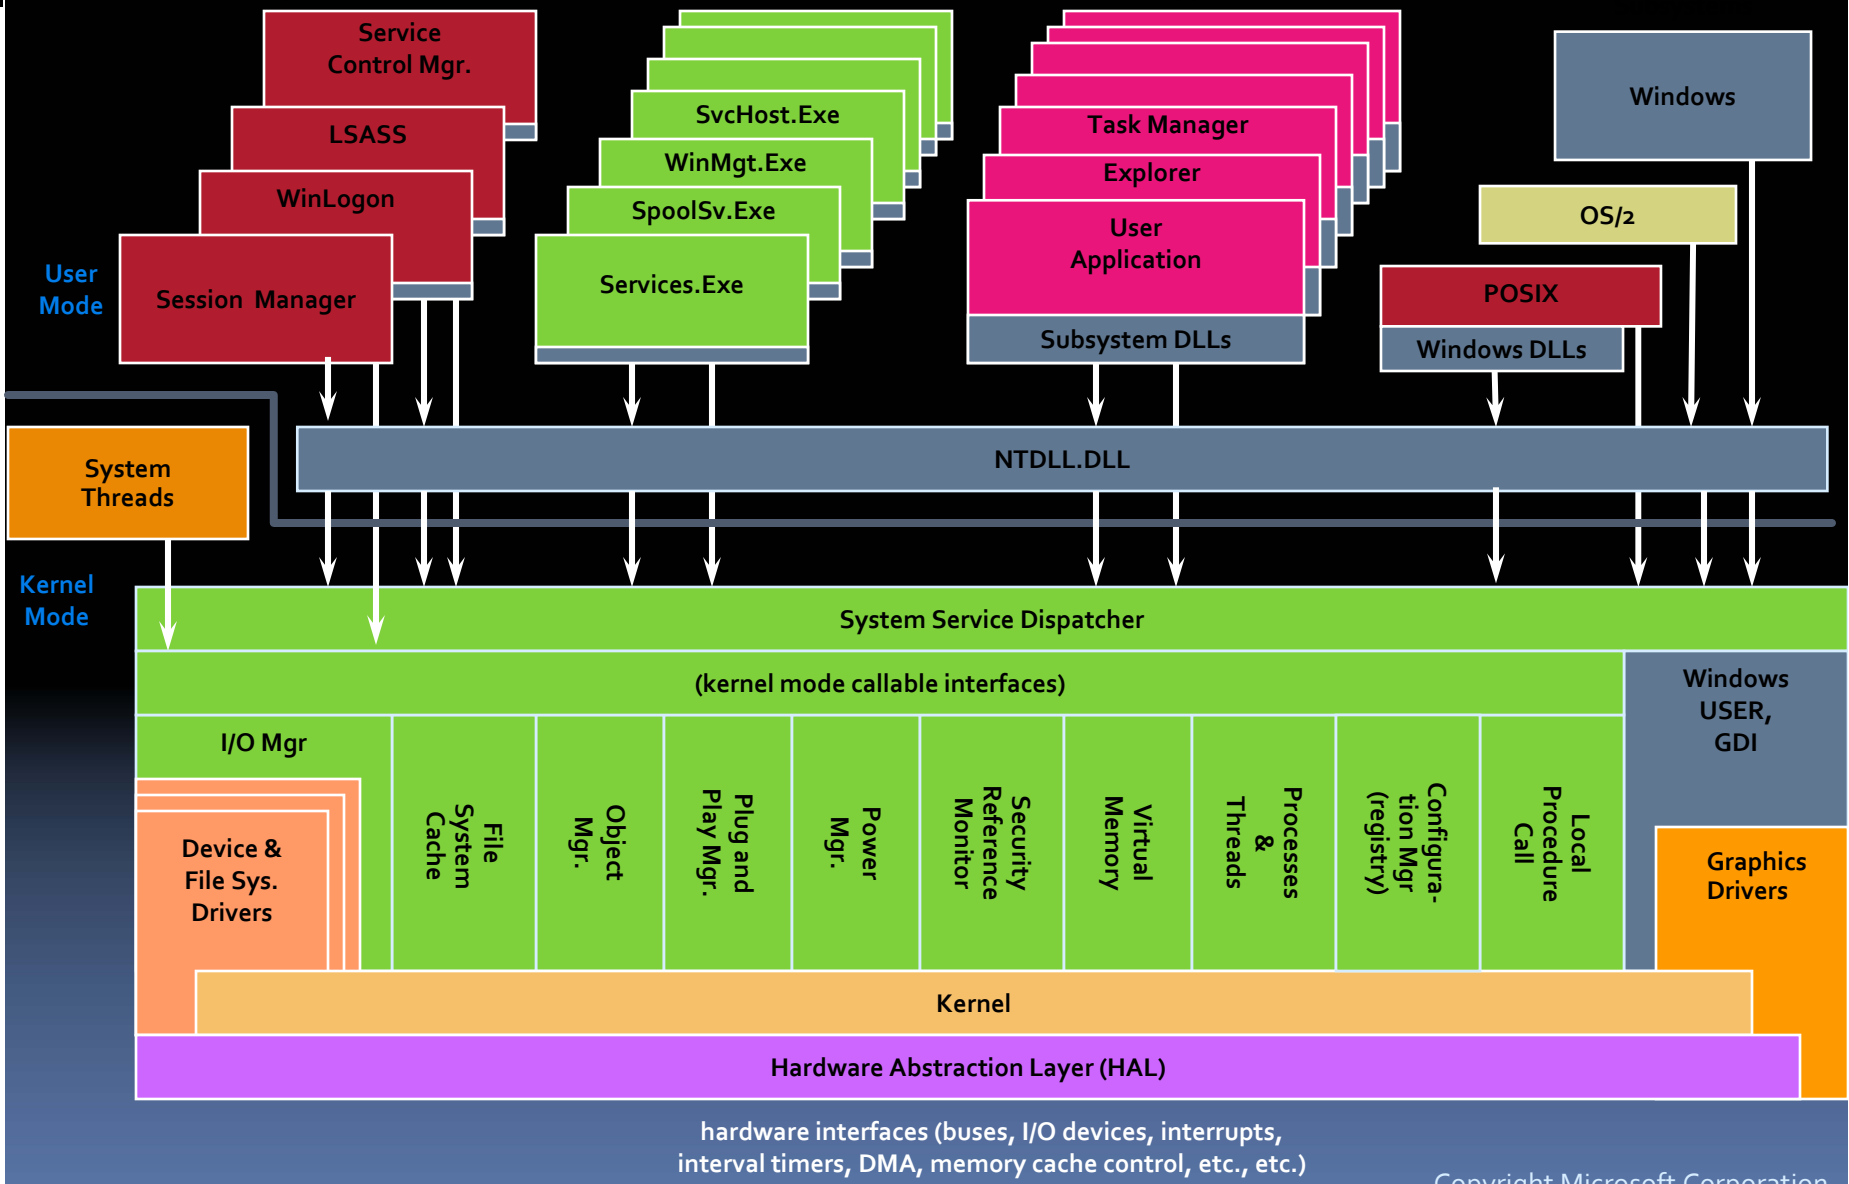 Service
Control Mgr.
LSASS
WinLogon
Session Manager
SvcHost.Exe
WinMgt.Exe
SpoolSv.Exe
Services.Exe
Task Manager
Explorer
User
Application
Subsystem DLLs
Windows
OS/2
POSIX
Windows DLLs
User
Mode
NTDLL.DLL
System
Threads
Kernel
Mode
System Service Dispatcher
(kernel mode callable interfaces)
Windows
USER,
GDI
I/O Mgr
Device &
File Sys.
Drivers
File
System
Cache
Object
Mgr.
Plug and
Play Mgr.
Power
Mgr.
Security
Reference
Monitor
Virtual
Memory
Processes
&
Threads
Configura-
tion Mgr
(registry)
Local
Procedure
Call
Graphics
Drivers
Kernel
Hardware Abstraction Layer (HAL)
hardware interfaces (buses, I/O devices, interrupts,
interval timers, DMA, memory cache control, etc., etc.)
Copyright Microsoft Corporation